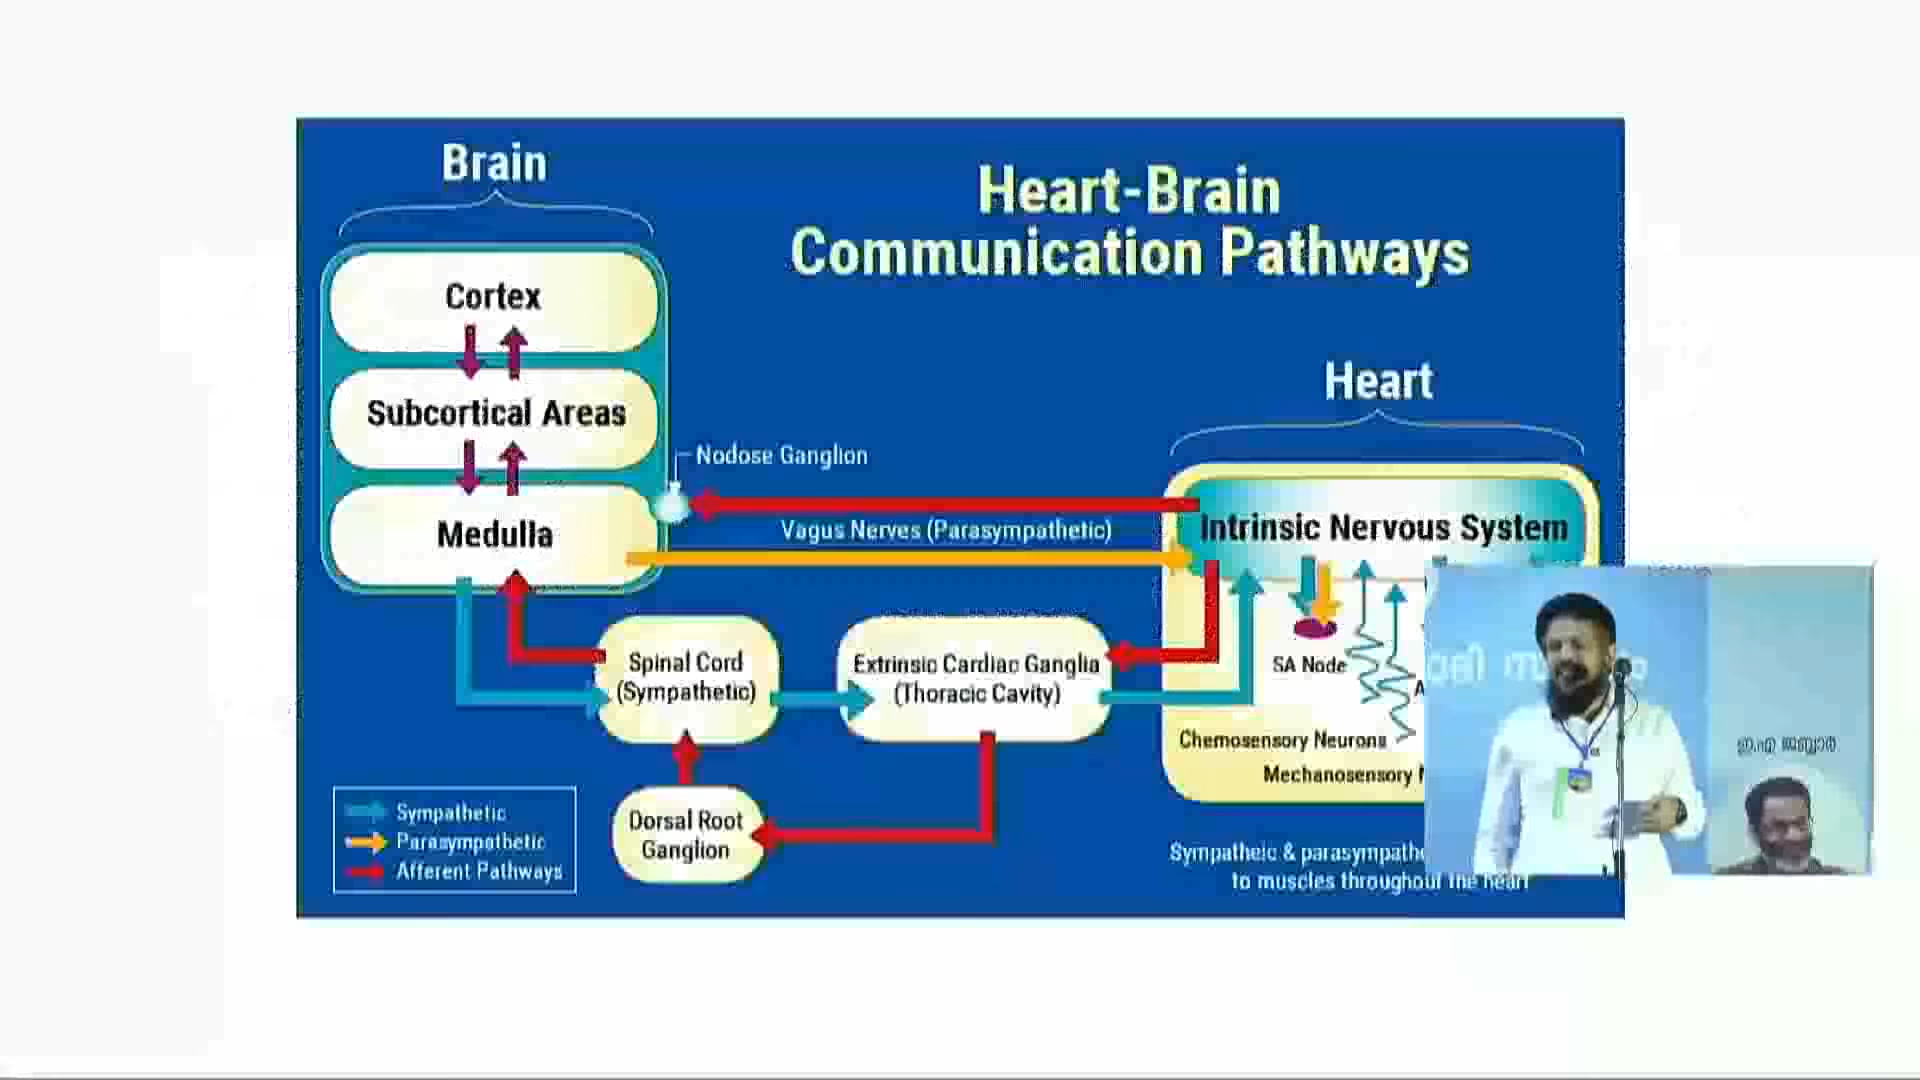 Brain
Heart-Brain
Communication Pathways
Cortex
Subcortical Areas
Medulla
Nodose Ganglion
Vagus Nerves (Parasympathetic)
Heart
Intrinsic Nervous System
SA Node
Chemosensory Neurons
Mechanosensory
Spinal Cord
(Sympathetic)
Extrinsic Cardiac Ganglia
(Thoracic Cavity)
Dorsal Root
Ganglion
Sympathetic
Parasympathetic
Afferent Pathways
Sympatheic & parasympathe
to muscles throughout the heart
ഇ.എ ജബ്ബാർ